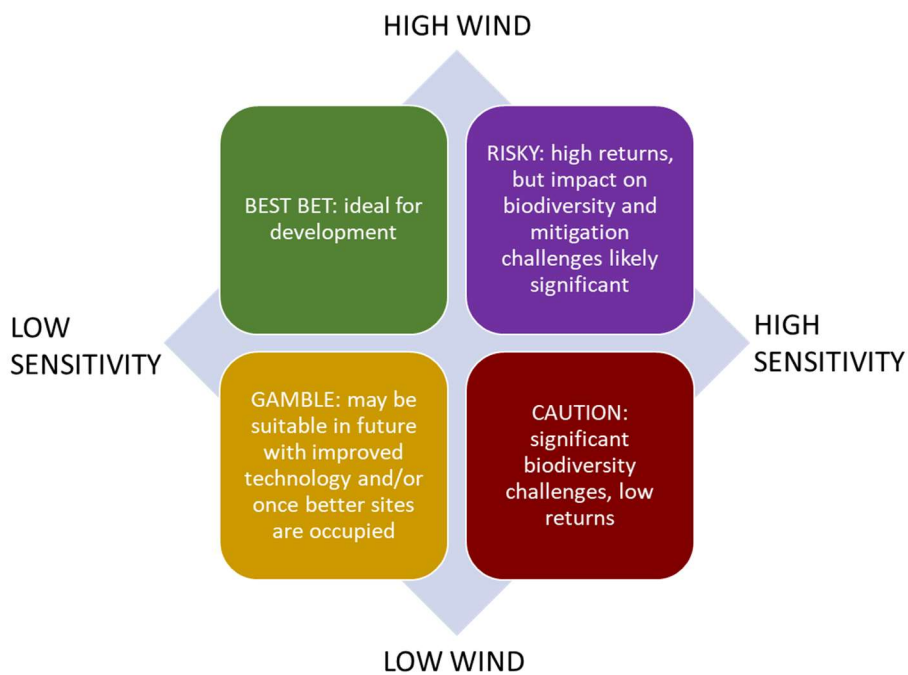 HIGH WIND
BEST BET: ideal for
development
RISKY: high returns,
but impact on
biodiversity and
mitigation
challenges likely
significant
LOW
SENSITIVITY
HIGH
SENSITIVITY
GAMBLE: may be
suitable in future
with improved
technology and/or
once better sites
are occupied
CAUTION:
significant
biodiversity
challenges, low
returns
LOW WIND